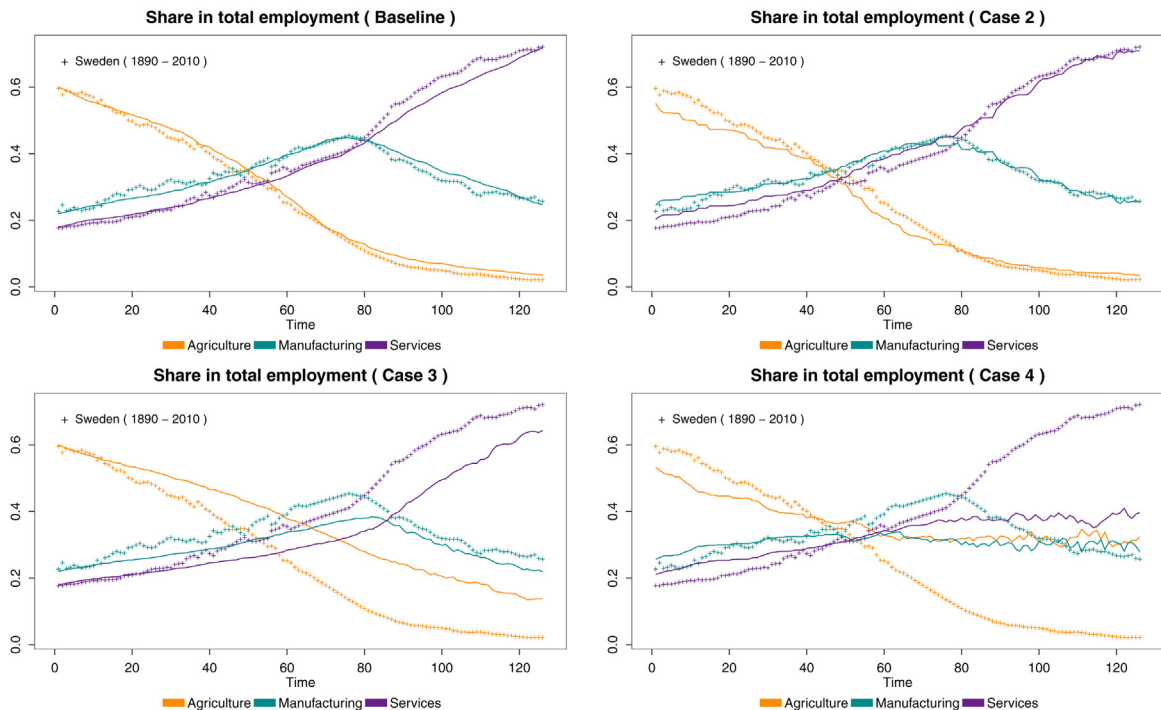 Share in total employment ( Baseline )
+ Sweden ( 1890 − 2010 )
0.6
0.4
0.2
0.0
0 20 40 60 80 100 120
Time
Agriculture Manufacturing Services
Share in total employment ( Case 2 )
+ Sweden ( 1890 − 2010 )
0.6
0.4
0.2
0.0
0 20 40 60 80 100 120
Time
Agriculture Manufacturing Services
Share in total employment ( Case 3 )
+ Sweden ( 1890 − 2010 )
0.6
0.4
0.2
0.0
0 20 40 60 80 100 120
Time
Agriculture Manufacturing Services
Share in total employment ( Case 4 )
+ Sweden ( 1890 − 2010 )
0.6
0.4
0.2
0.0
0 20 40 60 80 100 120
Time
Agriculture Manufacturing Services